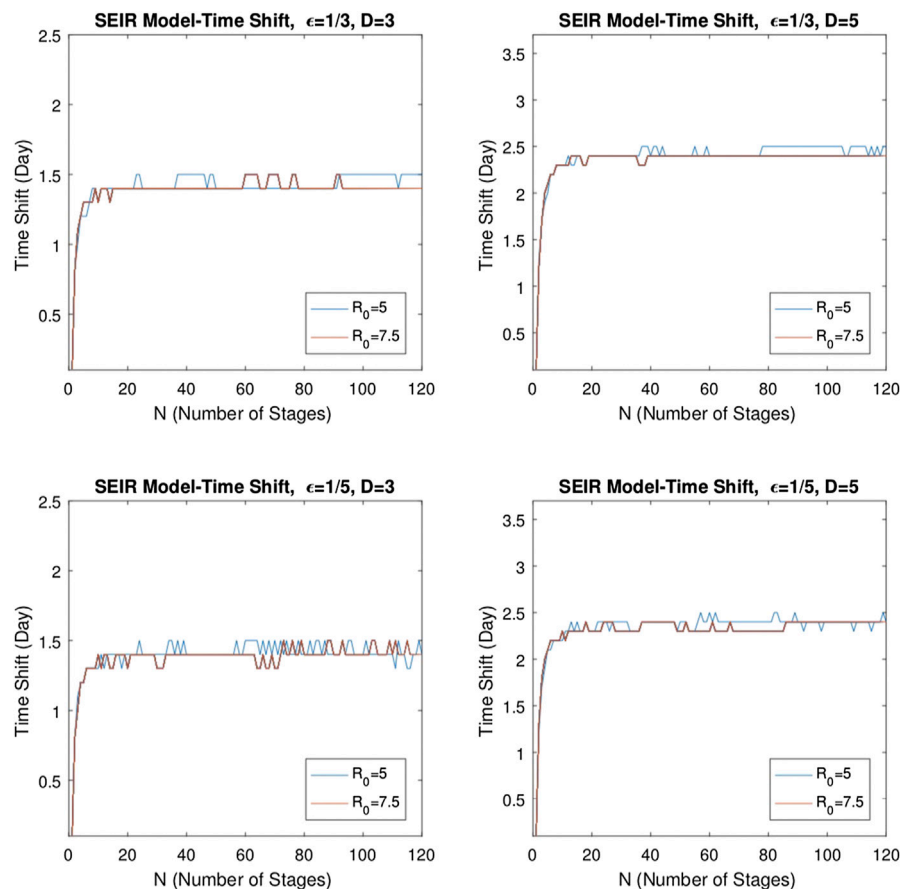 SEIR Model-Time Shift, ϵ=1/3, D=3
2.5
2
1.5
1
0.5
Time Shift (Day)
R0=5
R0=7.5
0 20 40 60 80 100 120
N (Number of Stages)
SEIR Model-Time Shift, ϵ=1/3, D=5
3.5
3
2.5
2
1.5
1
0.5
Time Shift (Day)
R0=5
R0=7.5
0 20 40 60 80 100 120
N (Number of Stages)
SEIR Model-Time Shift, ϵ=1/5, D=3
2.5
2
1.5
1
0.5
Time Shift (Day)
R0=5
R0=7.5
0 20 40 60 80 100 120
N (Number of Stages)
SEIR Model-Time Shift, ϵ=1/5, D=5
3.5
3
2.5
2
1.5
1
0.5
Time Shift (Day)
R0=5
R0=7.5
0 20 40 60 80 100 120
N (Number of Stages)